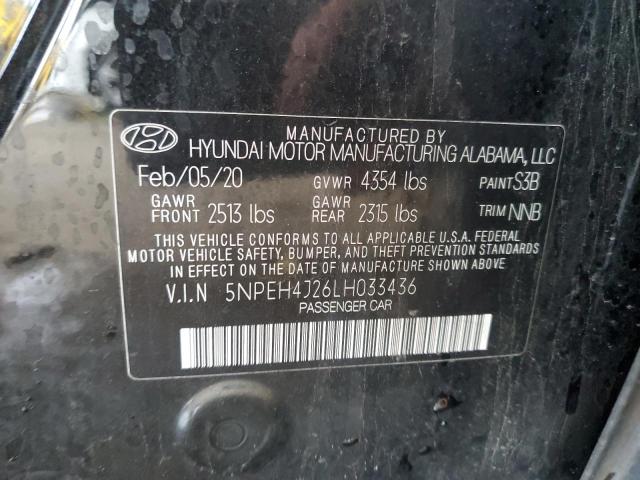 MANUFACTURED BY
HYUNDAI MOTOR MANUFACTURING ALABAMA, LLC
Feb/05/20 GVWR 4354 lbs PAINT S3B
GAWR FRONT 2513 lbs GAWR REAR 2315 lbs TRIM NNB
THIS VEHICLE CONFORMS TO ALL APPLICABLE U.S.A. FEDERAL
MOTOR VEHICLE SAFETY, BUMPER, AND THEFT PREVENTION STANDARDS
IN EFFECT ON THE DATE OF MANUFACTURE SHOWN ABOVE
V.I.N 5NPEH4J26LH033436
PASSENGER CAR